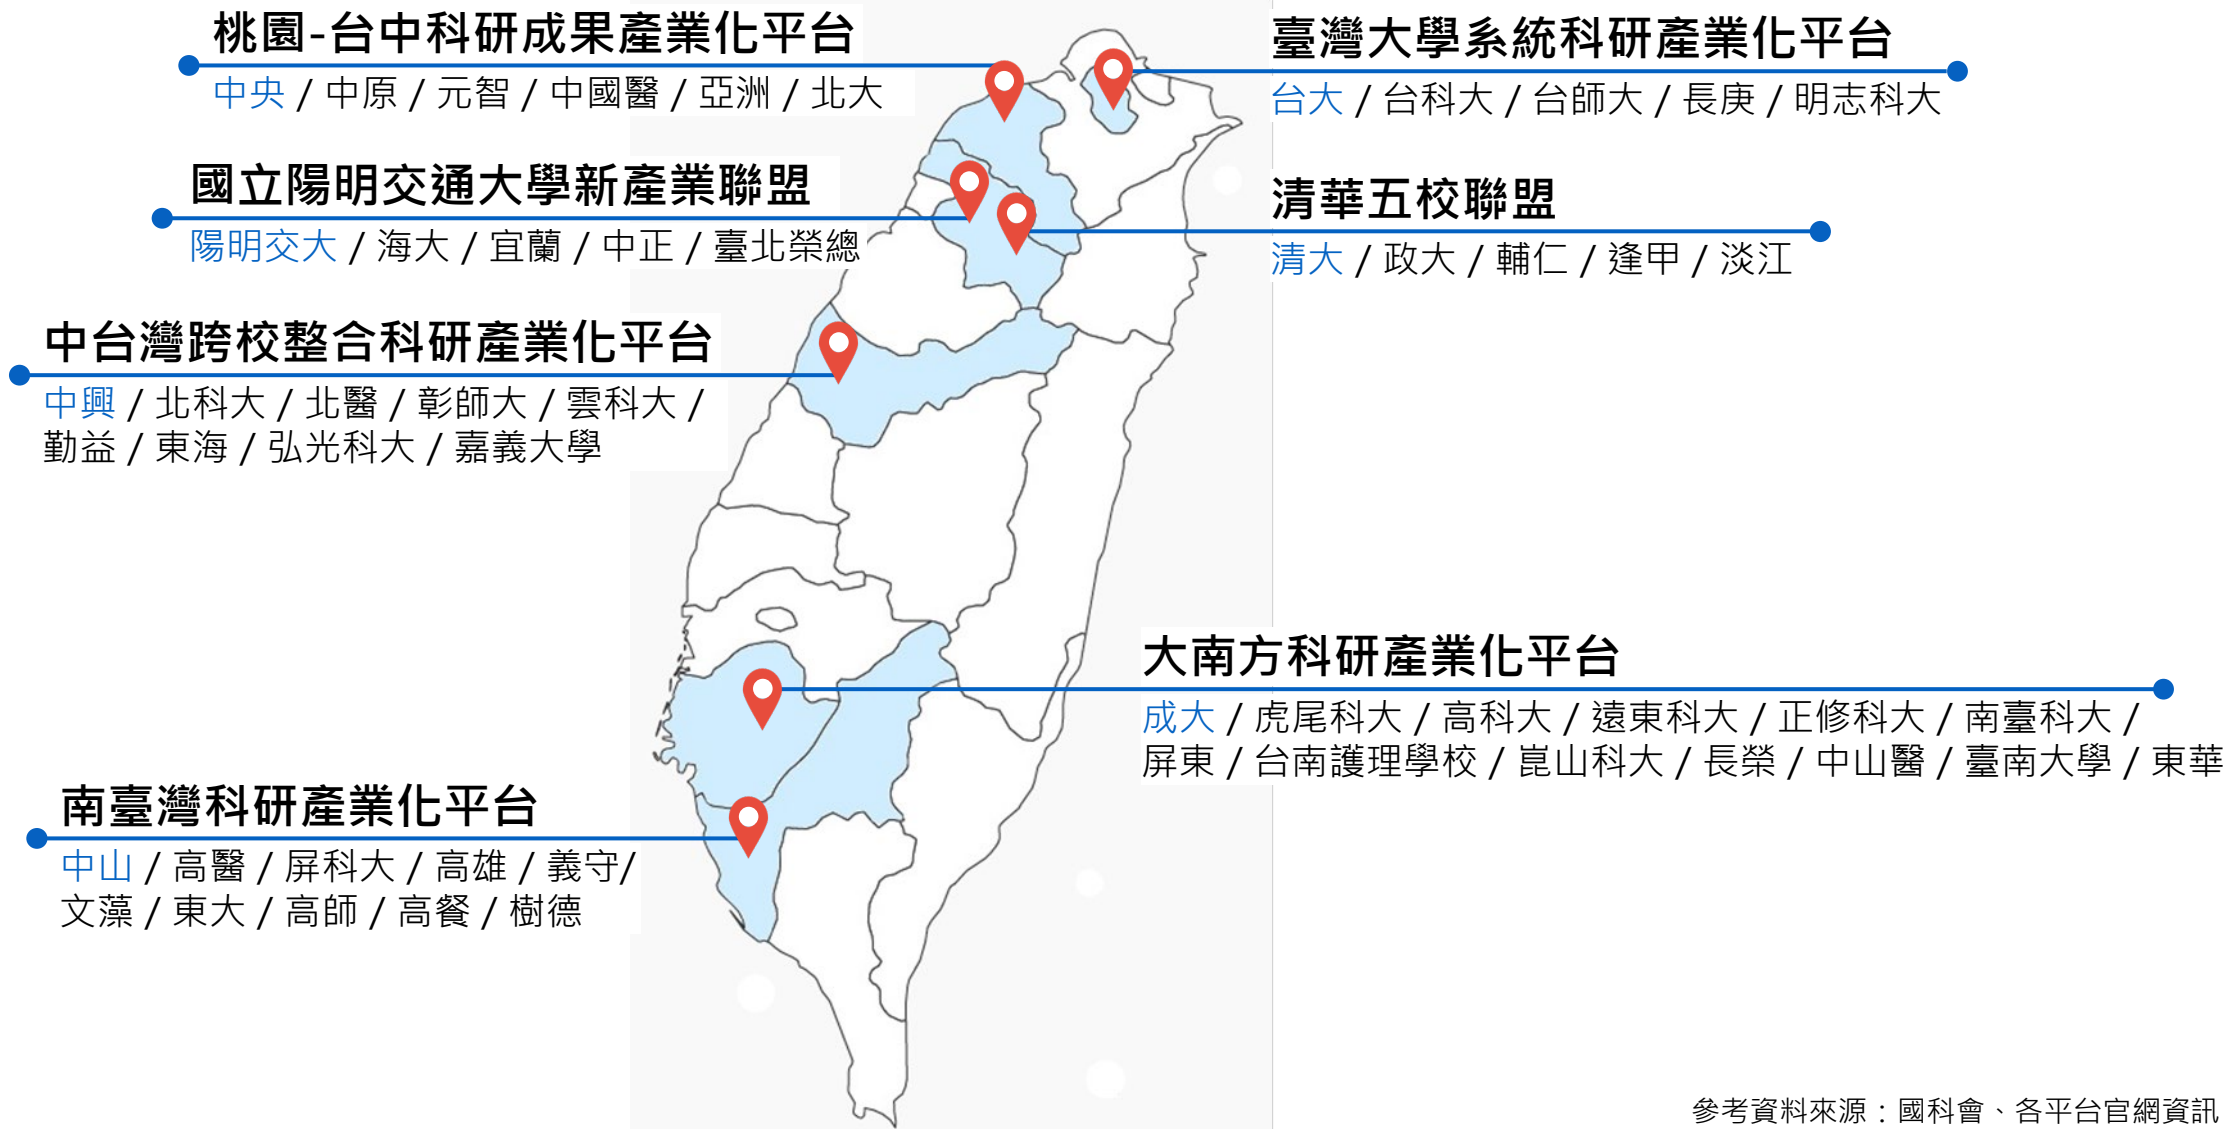 桃園-台中科研成果產業化平台
中央 / 中原 / 元智 / 中國醫 / 亞洲 / 北大
臺灣大學系統科研產業化平台
台大 / 台科大 / 台師大 / 長庚 / 明志科大
國立陽明交通大學新產業聯盟
陽明交大 / 海大 / 宜蘭 / 中正 / 臺北榮總
清華五校聯盟
清大 / 政大 / 輔仁 / 逢甲 / 淡江
中台灣跨校整合科研產業化平台
中興 / 北科大 / 北醫 / 彰師大 / 雲科大 /
勤益 / 東海 / 弘光科大 / 嘉義大學
大南方科研產業化平台
成大 / 虎尾科大 / 高科大 / 遠東科大 / 正修科大 / 南臺科大 /
屏東 / 台南護理學校 / 崑山科大 / 長榮 / 中山醫 / 臺南大學 / 東華
南臺灣科研產業化平台
中山 / 高醫 / 屏科大 / 高雄 / 義守/
文藻 / 東大 / 高師 / 高餐 / 樹德
參考資料來源：國科會、各平台官網資訊